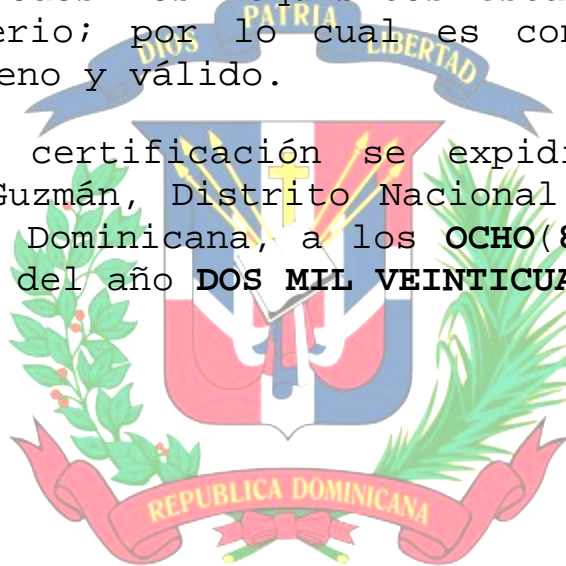 DIOS PATRIA LIBERTAD
erio; por lo cual es con
eno y válido.
certificación se expidi
Guzmán, Distrito Nacional
Dominicana, a los OCHO(8
del año DOS MIL VEINTICUA
REPUBLICA DOMINICANA